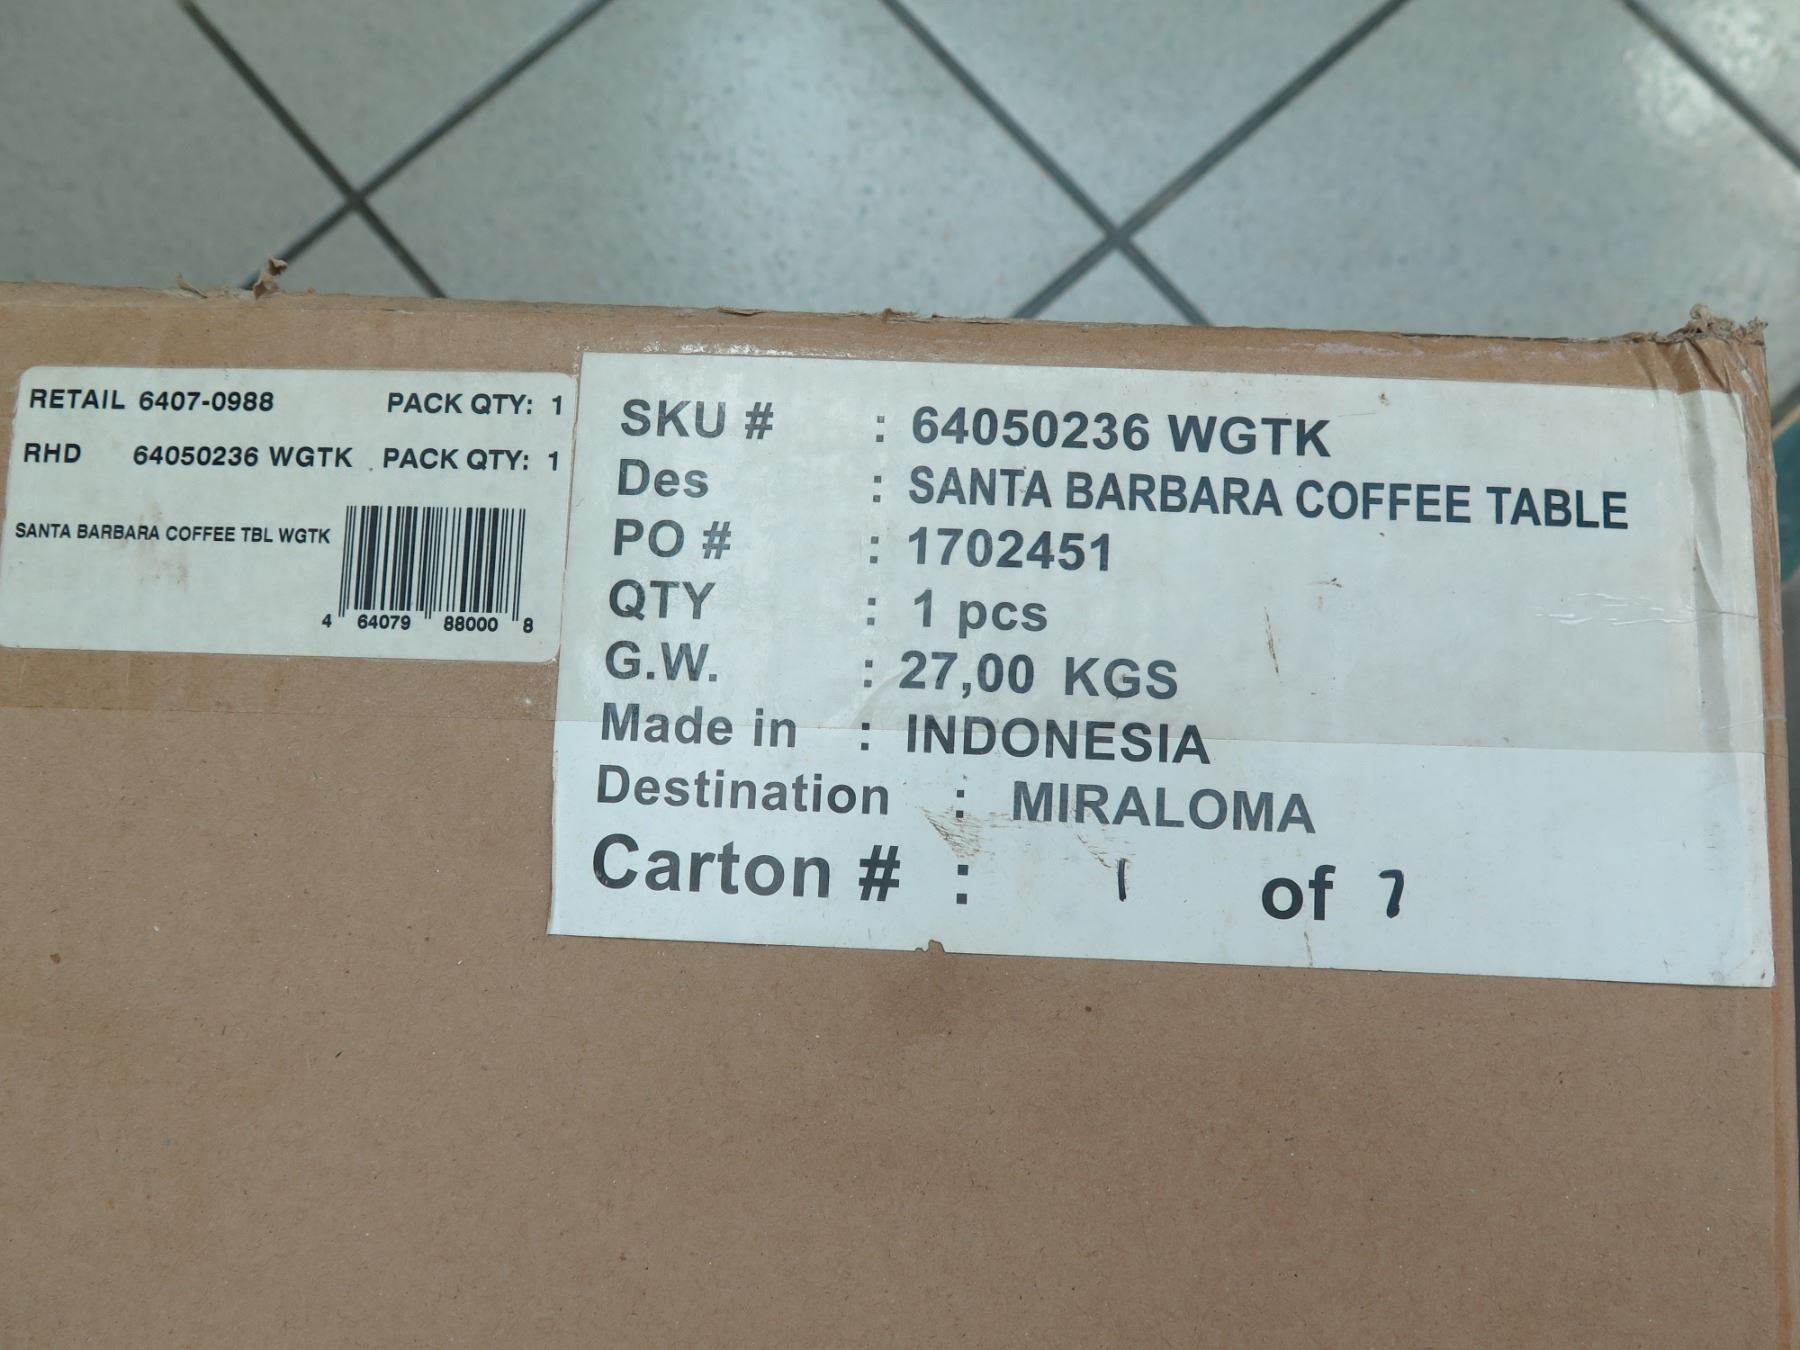 RETAIL 6407-0988 PACK QTY: 1
RHD 64050236 WGTK PACK QTY: 1
SANTA BARBARA COFFEE TBL WGTK
4 64079 88000 8
SKU # : 64050236 WGTK
Des : SANTA BARBARA COFFEE TABLE
PO # : 1702451
QTY : 1 pcs
G.W. : 27,00 KGS
Made in : INDONESIA
Destination : MIRALOMA
Carton # : 1 of 7